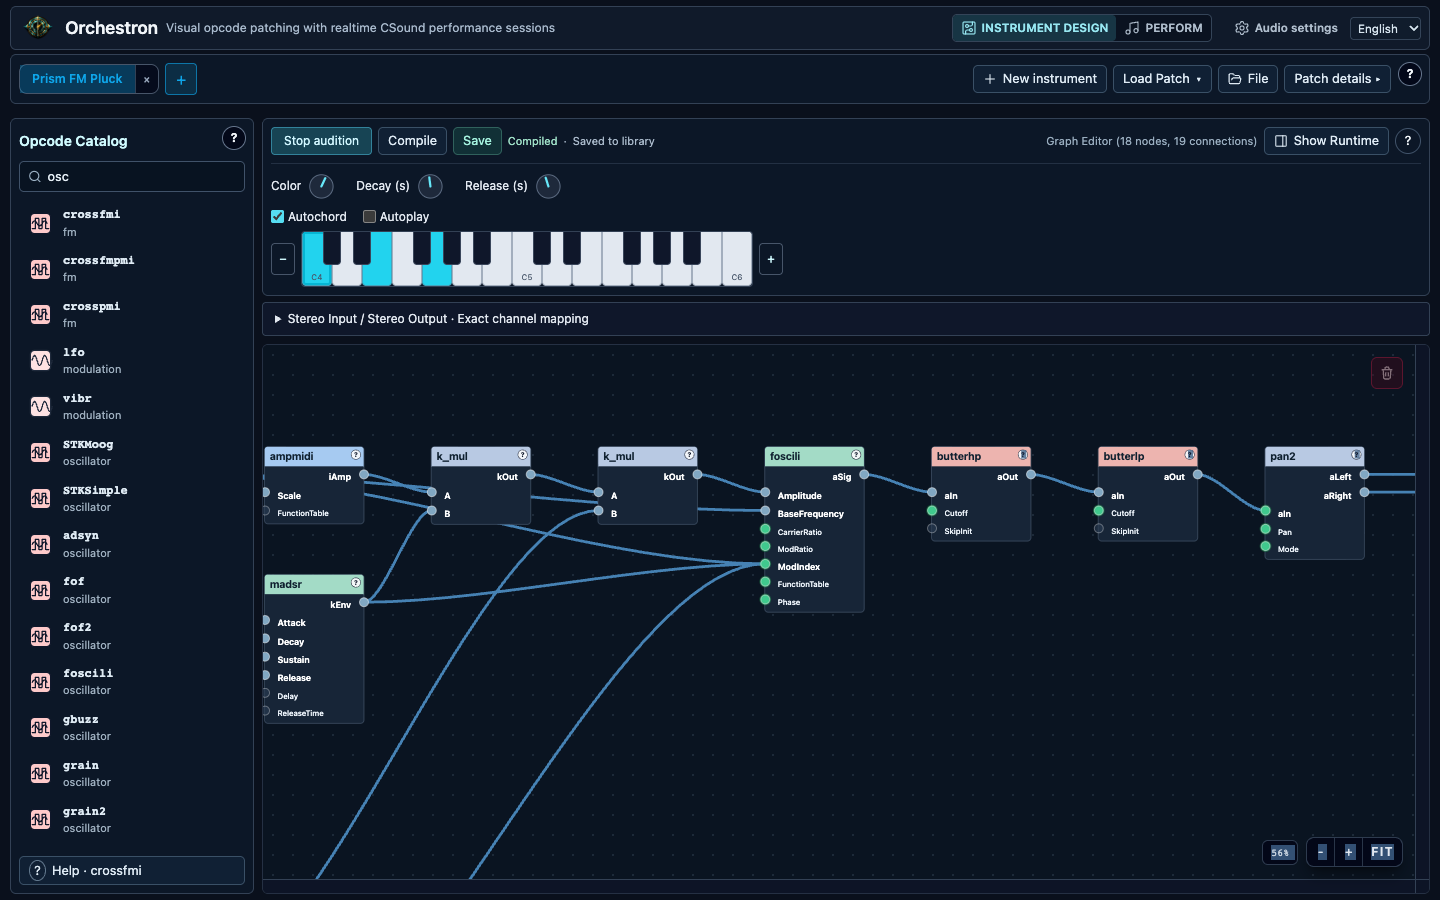 Orchestron Visual opcode patching with realtime CSound performance sessions
INSTRUMENT DESIGN PERFORM Audio settings English
Prism FM Pluck × +
+ New instrument Load Patch File Patch details ?
Opcode Catalog ?
osc
crossfmi
fm
crossfmpmi
fm
crosspmi
fm
lfo
modulation
vibr
modulation
STKMoog
oscillator
STKSimple
oscillator
adsyn
oscillator
fof
oscillator
fof2
oscillator
foscili
oscillator
gbuzz
oscillator
grain
oscillator
grain2
oscillator
? Help · crossfmi
Stop audition Compile Save Compiled · Saved to library
Graph Editor (18 nodes, 19 connections) Show Runtime ?
Color Decay (s) Release (s)
Autochord Autoplay
− C4 C5 C6 +
Stereo Input / Stereo Output · Exact channel mapping
ampmidi ?
iAmp
Scale
FunctionTable
madsr ?
kEnv
Attack
Decay
Sustain
Release
Delay
ReleaseTime
k_mul ?
kOut
A
B
k_mul ?
kOut
A
B
foscili ?
aSig
Amplitude
BaseFrequency
CarrierRatio
ModRatio
ModIndex
FunctionTable
Phase
butterhp ?
aOut
aIn
Cutoff
SkipInit
butterlp ?
aOut
aIn
Cutoff
SkipInit
pan2 ?
aLeft
aRight
aIn
Pan
Mode
56% - + FIT